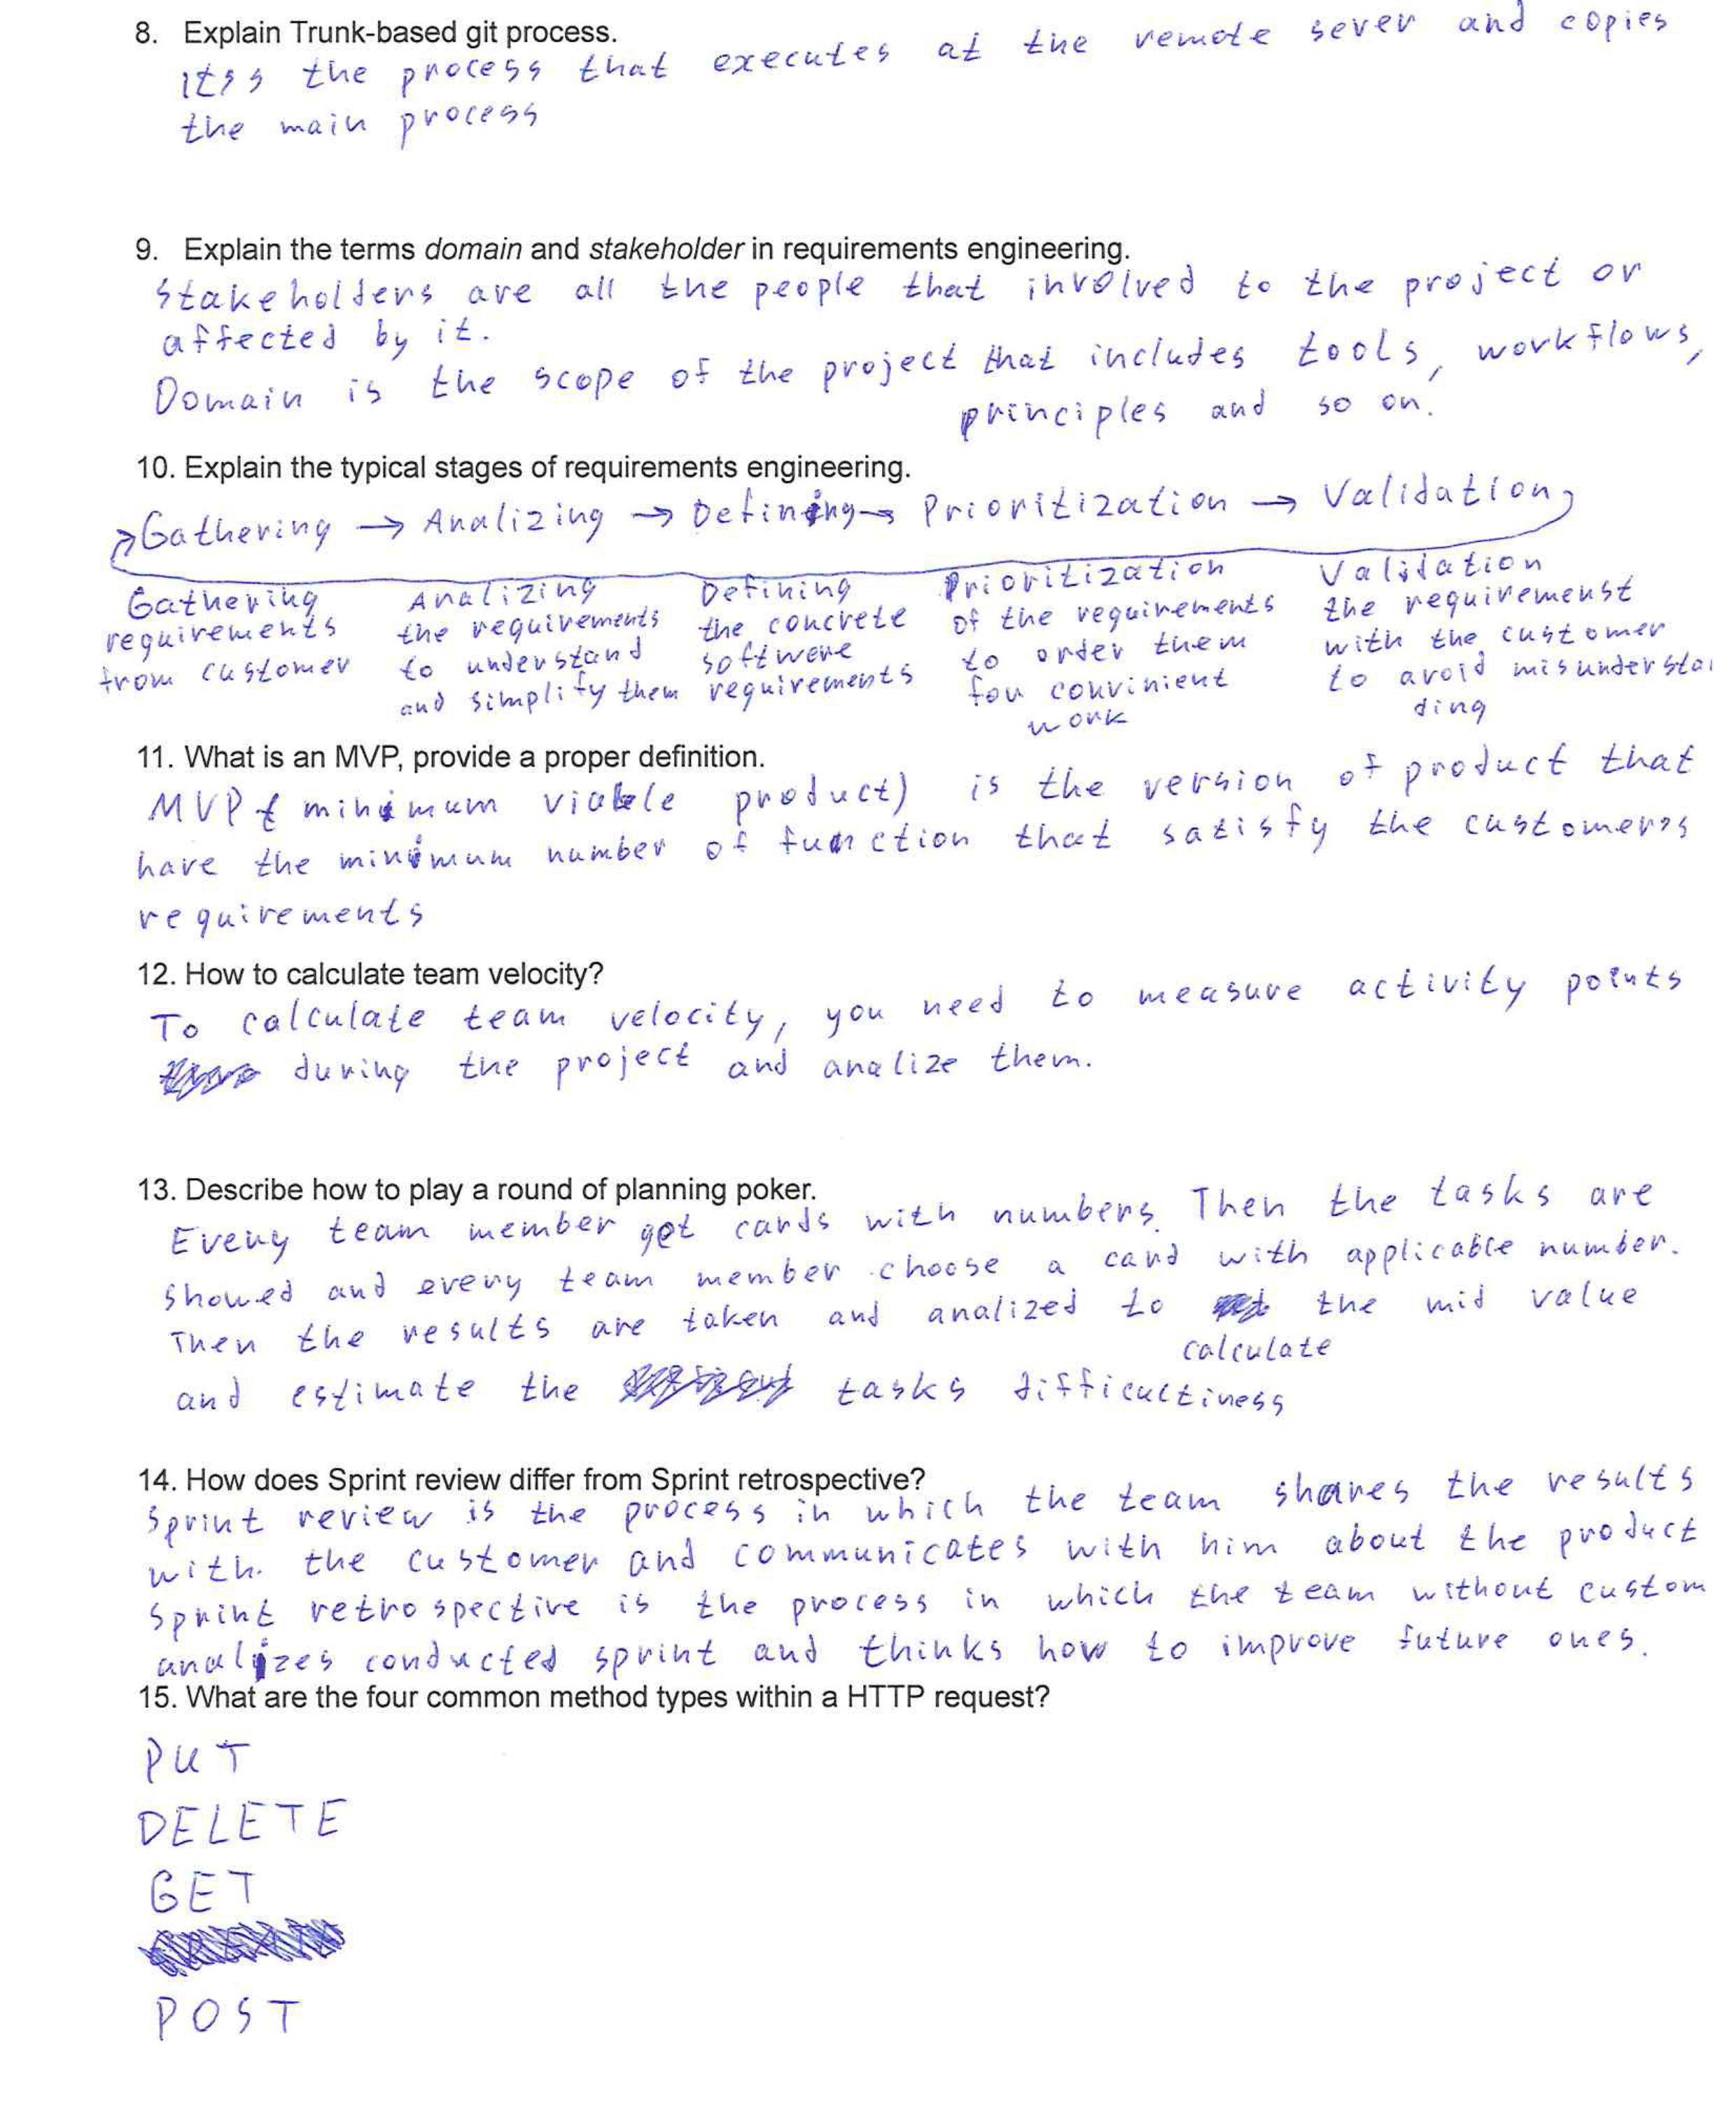 8. Explain Trunk-based git process.
It's the process that executes at the remote sever and copies
the main process
9. Explain the terms domain and stakeholder in requirements engineering.
Stakeholders are all the people that involved to the project or
affected by it.
Domain is the scope of the project that includes tools, workflows,
principles and so on.
10. Explain the typical stages of requirements engineering.
Gathering → Analizing → Defining → Prioritization → Validation
Gathering
requirements
from customer
Analizing
the requirements
to understand
and simplify them
Defining
the concrete
softwere
requirements
Prioritization
of the requirements
to order them
fou convinient
work
Validation
the requiremenst
with the customer
to avoid misunderstan
ding
11. What is an MVP, provide a proper definition.
MVP (minimum viable product) is the version of product that
have the minimum number of function that satisfy the customer's
requirements
12. How to calculate team velocity?
To calculate team velocity, you need to measure activity points
during the project and analize them.
13. Describe how to play a round of planning poker.
Every team member get cards with numbers. Then the tasks are
showed and every team member choose a card with applicable number.
Then the results are taken and analized to the mid value
calculate
and estimate the tasks difficultiness
14. How does Sprint review differ from Sprint retrospective?
Sprint review is the process in which the team shares the results
with the customer and communicates with him about the product
Sprint retrospective is the process in which the team without custom
analizes conducted sprint and thinks how to improve future ones.
15. What are the four common method types within a HTTP request?
PUT
DELETE
GET
POST